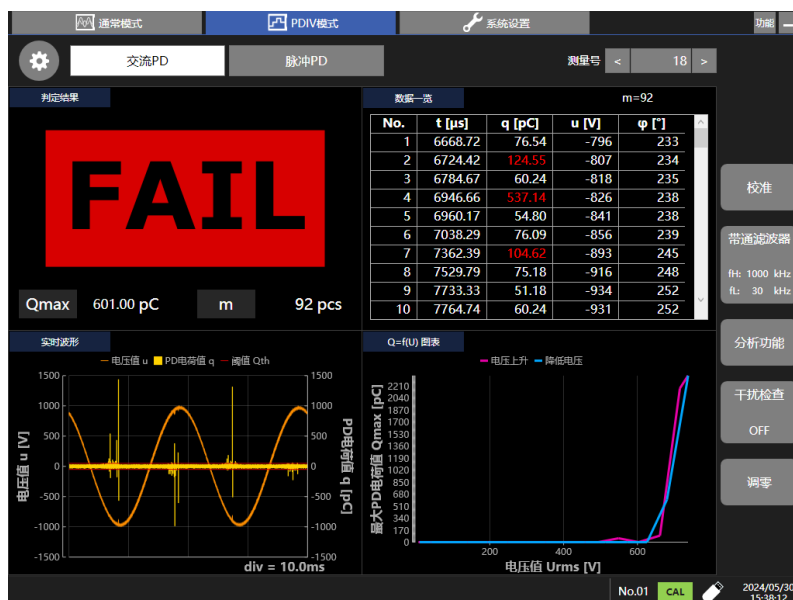 通常模式 PDIV模式 系统设置 功能
交流PD 脉冲PD 测量号 < 18 >
判定结果
FAIL
Qmax 601.00 pC m 92 pcs
数据一览 m=92
No. t [µs] q [pC] u [V] φ [°]
1 6668.72 76.54 -796 233
2 6724.42 124.55 -807 234
3 6784.67 60.24 -818 235
4 6946.66 537.14 -826 238
5 6960.17 54.80 -841 238
6 7038.29 76.09 -856 239
7 7362.39 104.62 -893 245
8 7529.79 75.18 -916 248
9 7733.33 51.18 -934 252
10 7764.74 60.24 -931 252
校准
带通滤波器
fH: 1000 kHz
fL: 30 kHz
分析功能
干扰检查
OFF
调零
实时波形
电压值 u PD电荷值 q 阈值 Qth
电压值 u [V]
1500
1000
500
0
-500
-1000
-1500
1500
1000
500
0
-500
-1000
-1500
PD电荷值 q [pC]
div = 10.0ms
Q=f(U) 图表
电压上升 降低电压
最大PD电荷值 Qmax [pC]
2210
2040
1870
1700
1530
1360
1190
1020
850
680
510
340
170
0
200 400 600
电压值 Urms [V]
No.01 CAL 2024/05/30
15:38:12